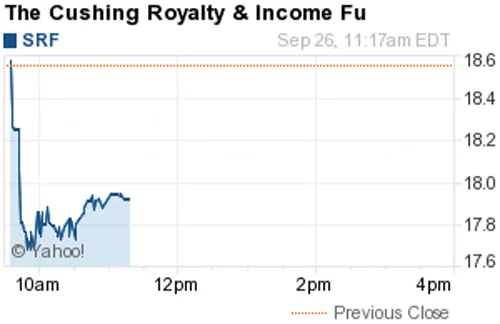 The Cushing Royalty & Income Fu
SRF Sep 26, 11:17am EDT
18.6
18.4
18.2
18.0
17.8
17.6
© Yahoo!
10am 12pm 2pm 4pm
Previous Close